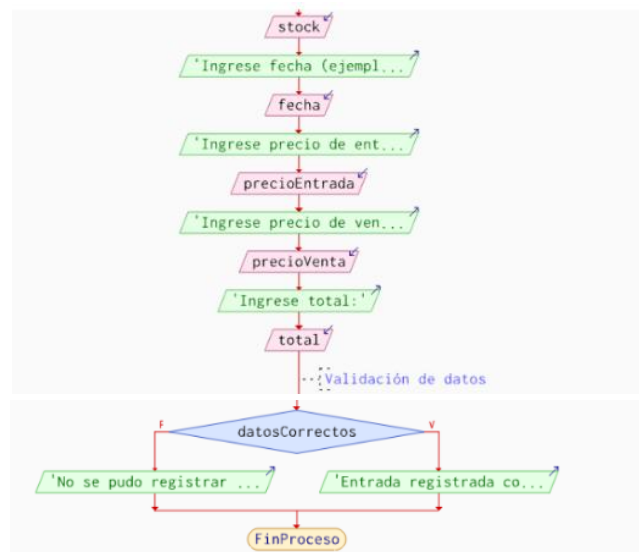 stock
'Ingrese fecha (ejempl...
fecha
'Ingrese precio de ent...
precioEntrada
'Ingrese precio de ven...
precioVenta
'Ingrese total:'
total
Validación de datos
F
V
datosCorrectos
'No se pudo registrar ...
'Entrada registrada co...
FinProceso